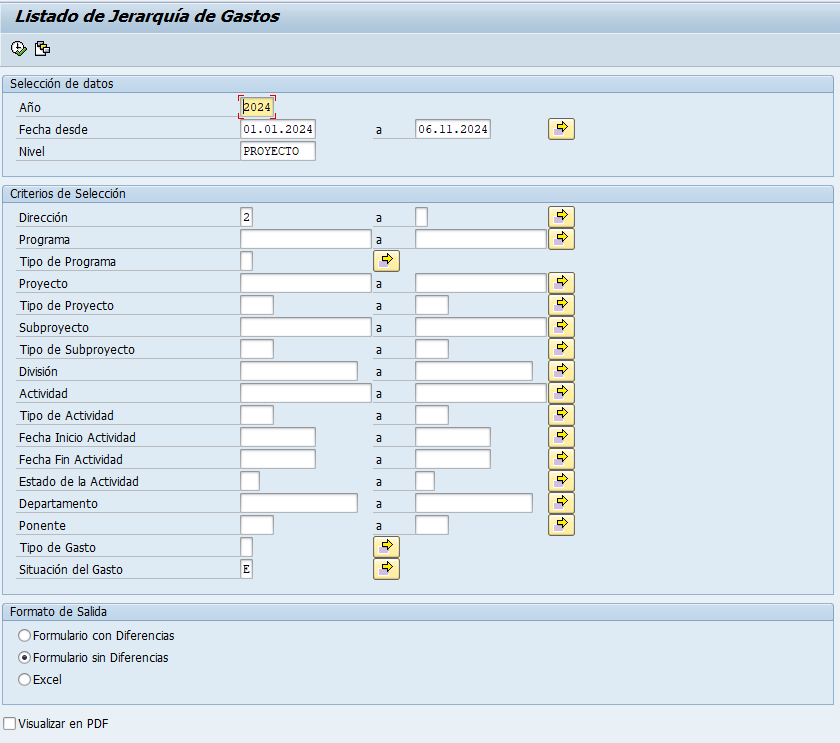 Listado de Jerarquía de Gastos
Selección de datos
Año 2024
Fecha desde 01.01.2024 a 06.11.2024
Nivel PROYECTO
Criterios de Selección
Dirección 2 a
Programa a
Tipo de Programa
Proyecto a
Tipo de Proyecto a
Subproyecto a
Tipo de Subproyecto a
División a
Actividad a
Tipo de Actividad a
Fecha Inicio Actividad a
Fecha Fin Actividad a
Estado de la Actividad a
Departamento a
Ponente a
Tipo de Gasto
Situación del Gasto E
Formato de Salida
Formulario con Diferencias
Formulario sin Diferencias
Excel
Visualizar en PDF